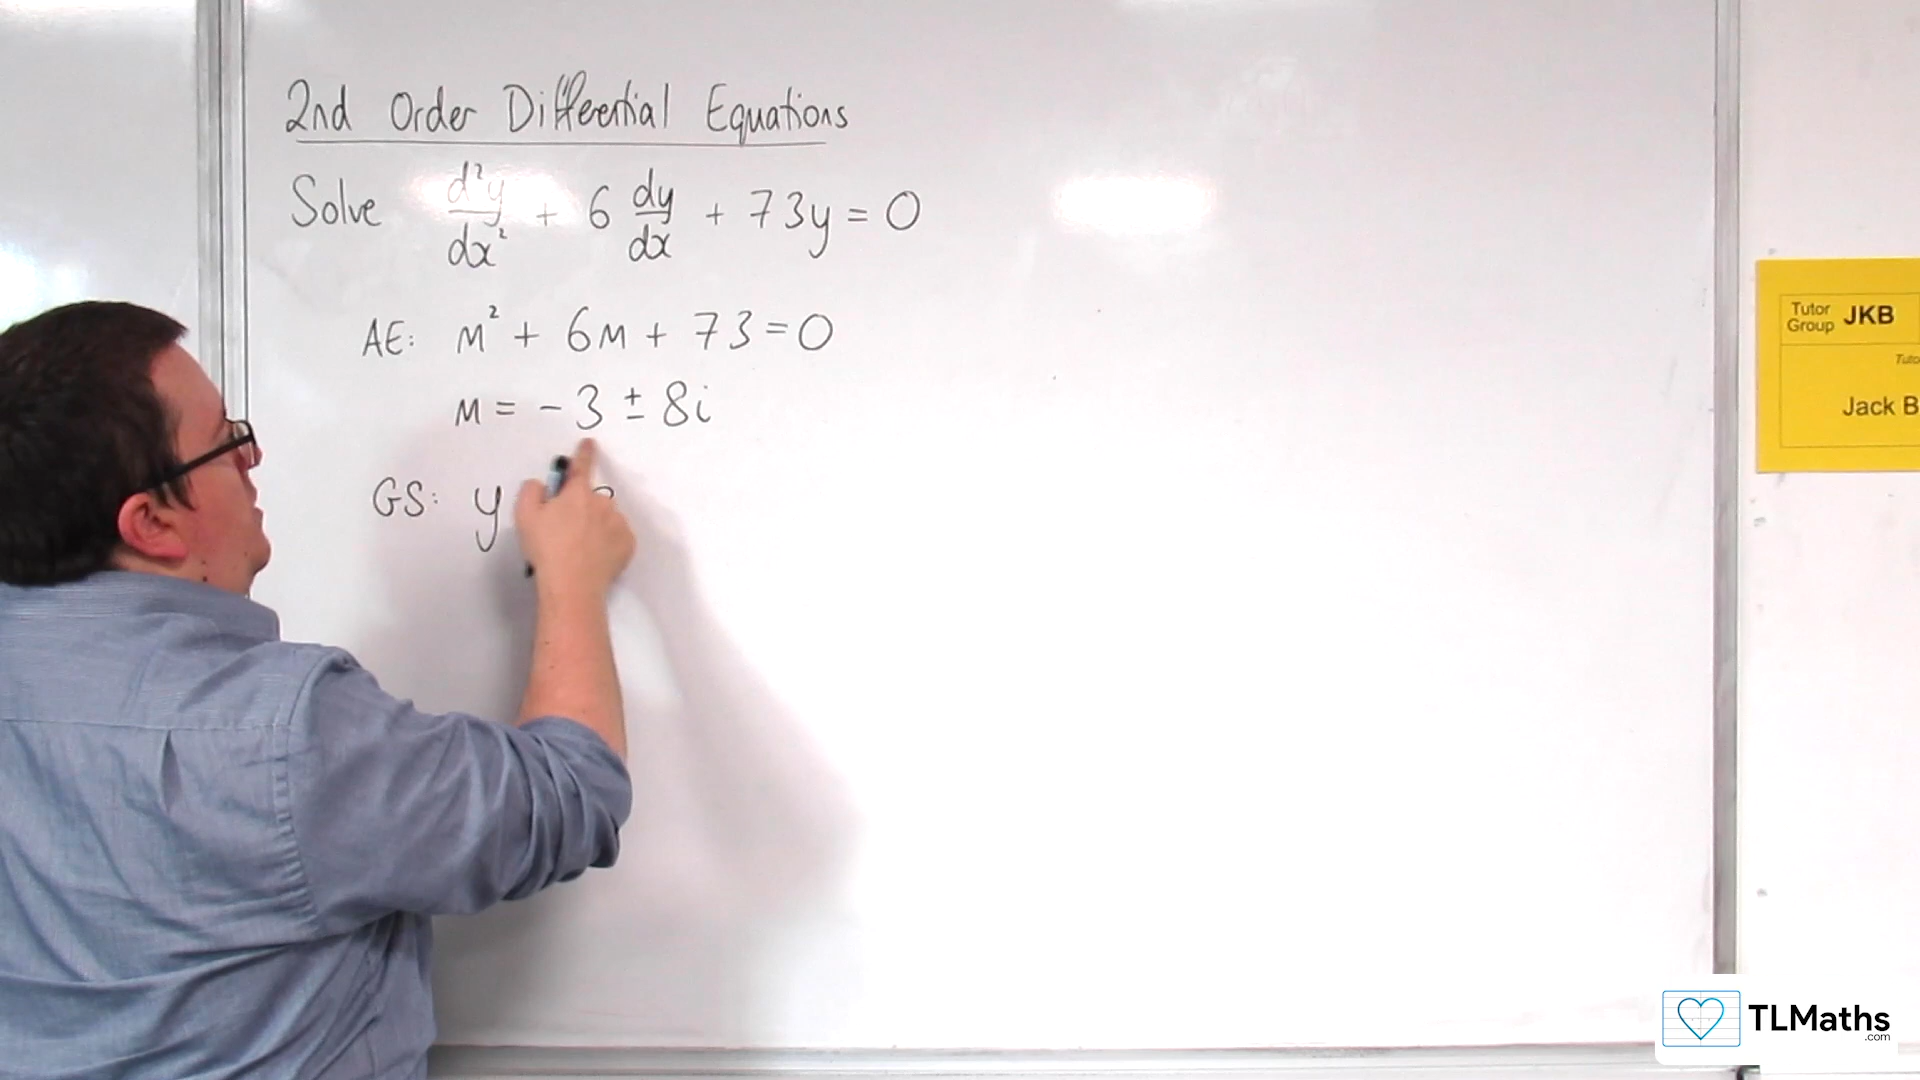 2nd Order Differential Equations
Solve d²y/dx² + 6 dy/dx + 73y = 0
AE: m² + 6m + 73 = 0
m = -3 ± 8i
GS: y
Tutor Group JKB
Jack B
TLMaths
.com